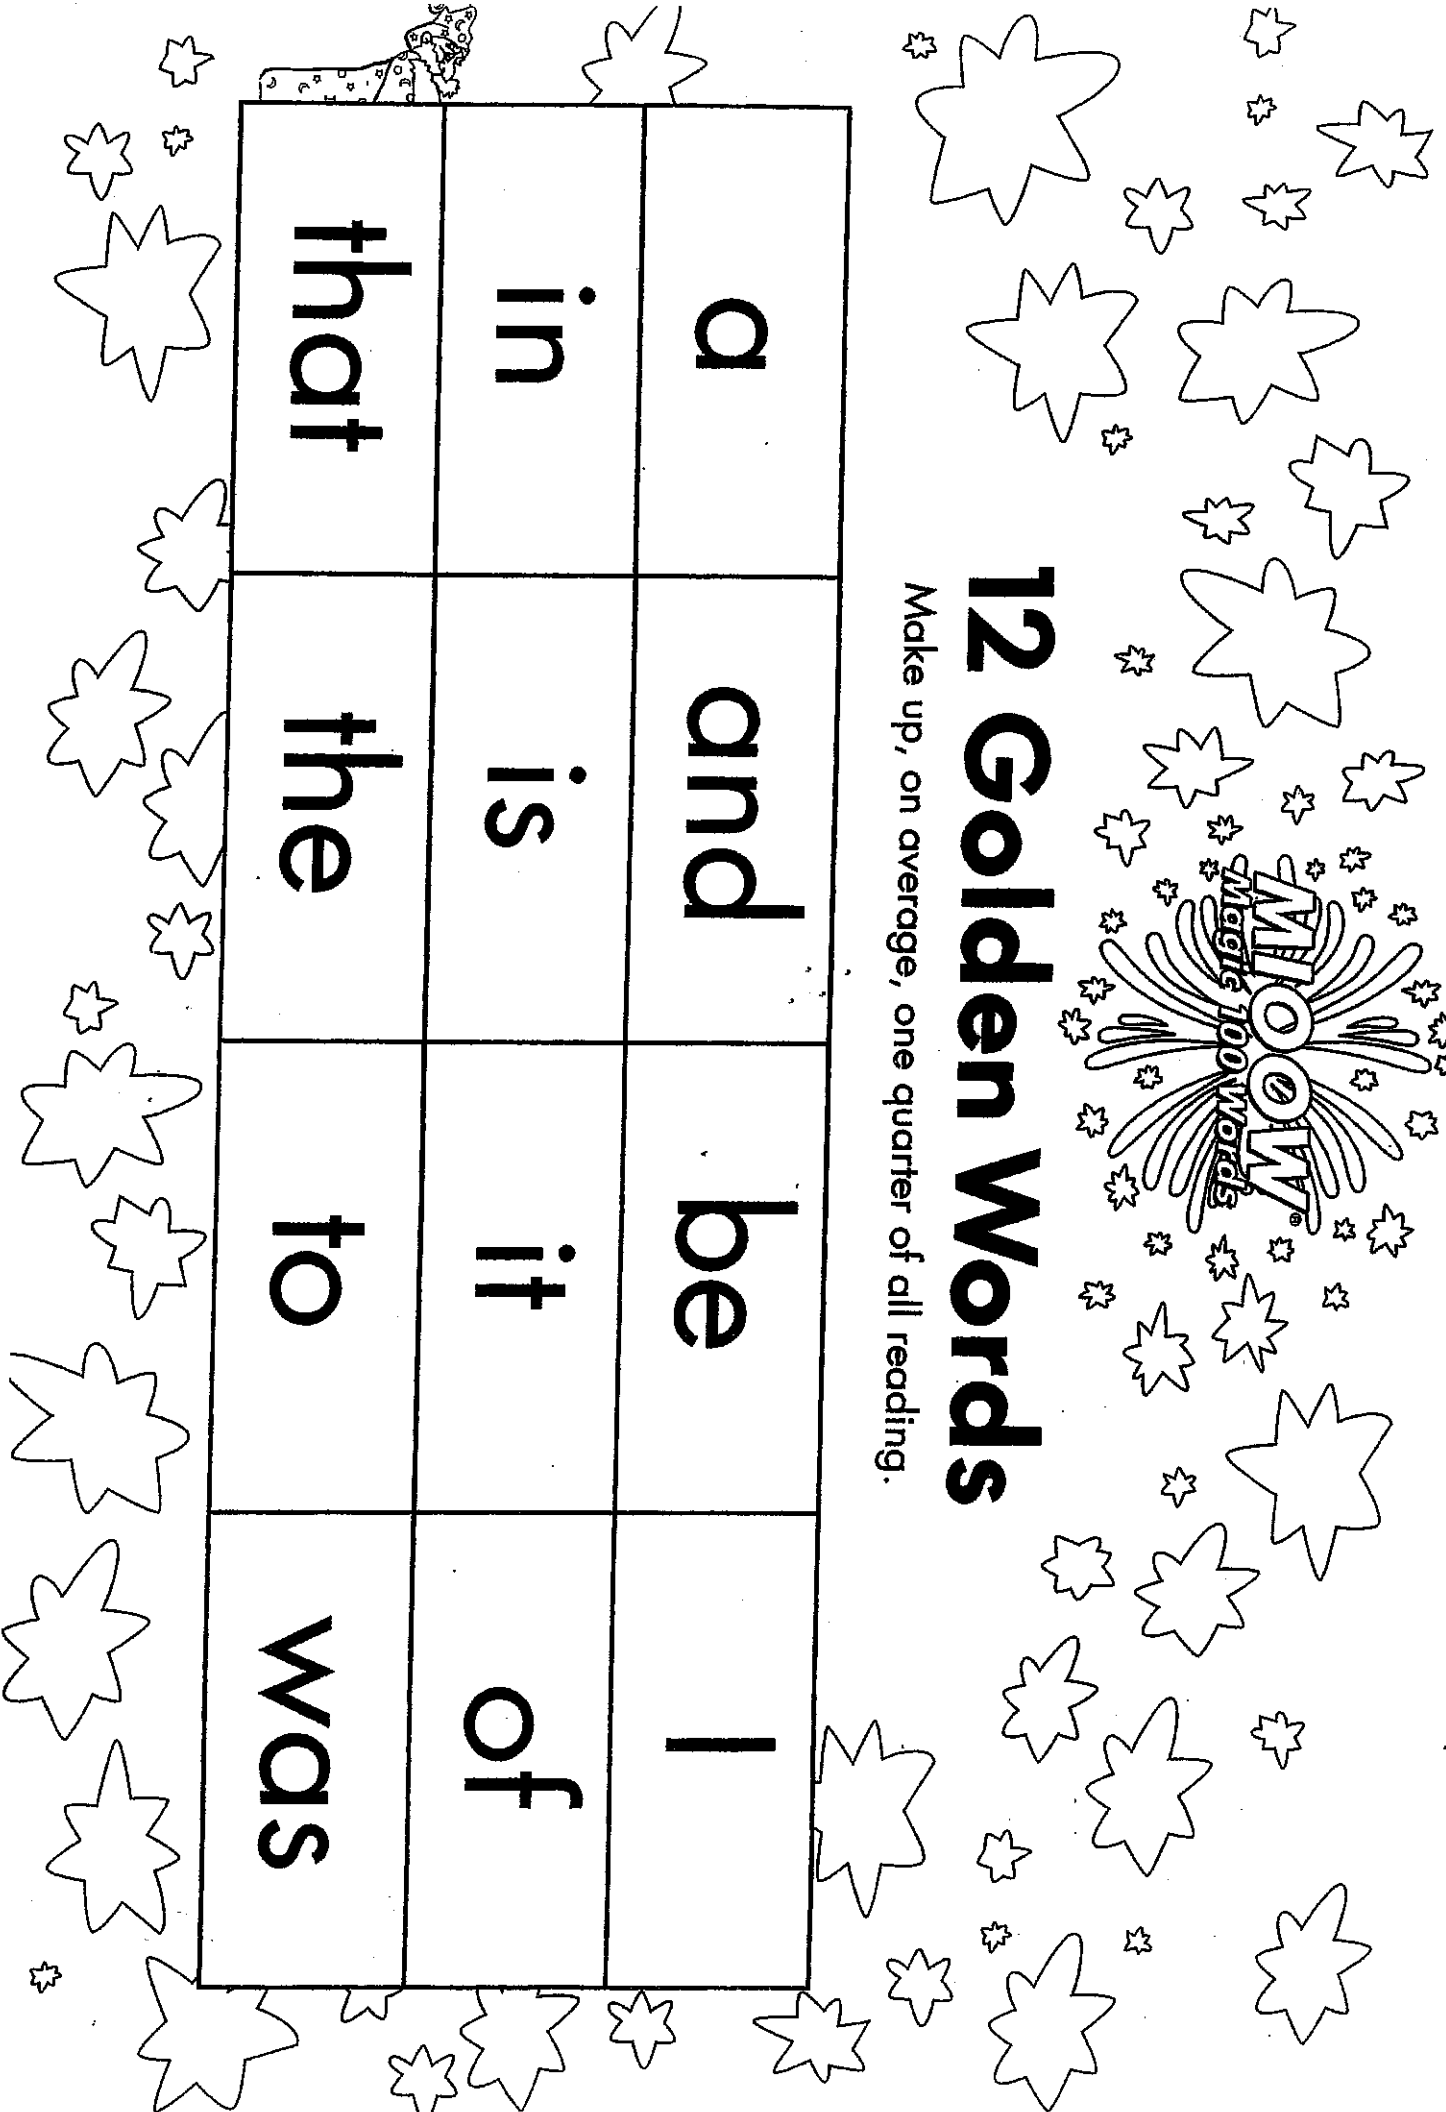 MiOOW®
Magic 100 Words
12 Golden Words
Make up, on average, one quarter of all reading.
a and be I
in is it of
that the to was